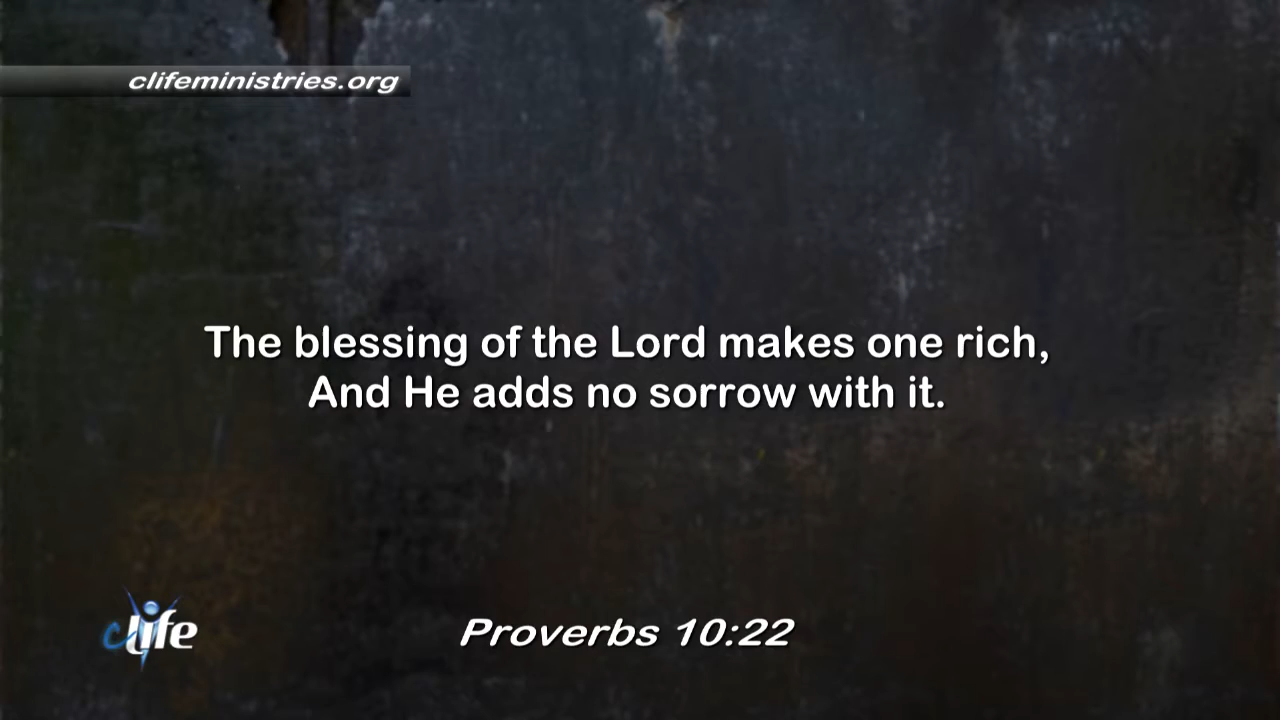 clifeministries.org
The blessing of the Lord makes one rich,
And He adds no sorrow with it.
cLife
Proverbs 10:22